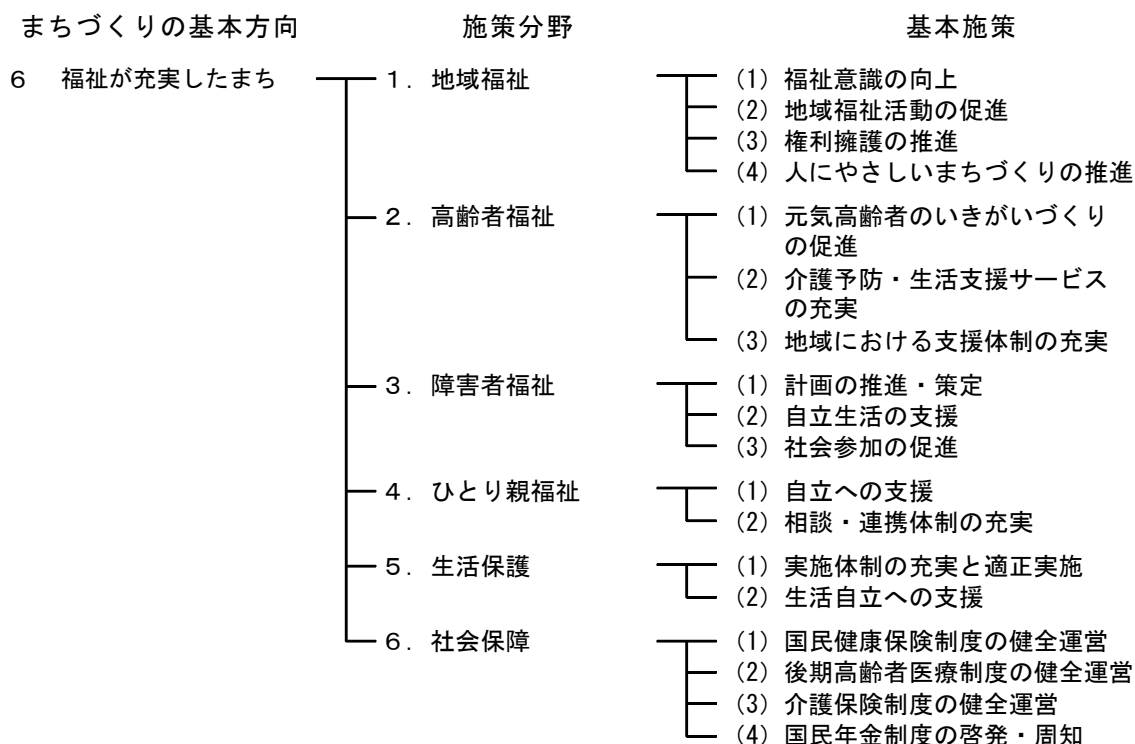 まちづくりの基本方向 施策分野 基本施策
6 福祉が充実したまち 1．地域福祉 (1) 福祉意識の向上
(2) 地域福祉活動の促進
(3) 権利擁護の推進
(4) 人にやさしいまちづくりの推進
2．高齢者福祉 (1) 元気高齢者のいきがいづくり
の促進
(2) 介護予防・生活支援サービス
の充実
(3) 地域における支援体制の充実
3．障害者福祉 (1) 計画の推進・策定
(2) 自立生活の支援
(3) 社会参加の促進
4．ひとり親福祉 (1) 自立への支援
(2) 相談・連携体制の充実
5．生活保護 (1) 実施体制の充実と適正実施
(2) 生活自立への支援
6．社会保障 (1) 国民健康保険制度の健全運営
(2) 後期高齢者医療制度の健全運営
(3) 介護保険制度の健全運営
(4) 国民年金制度の啓発・周知